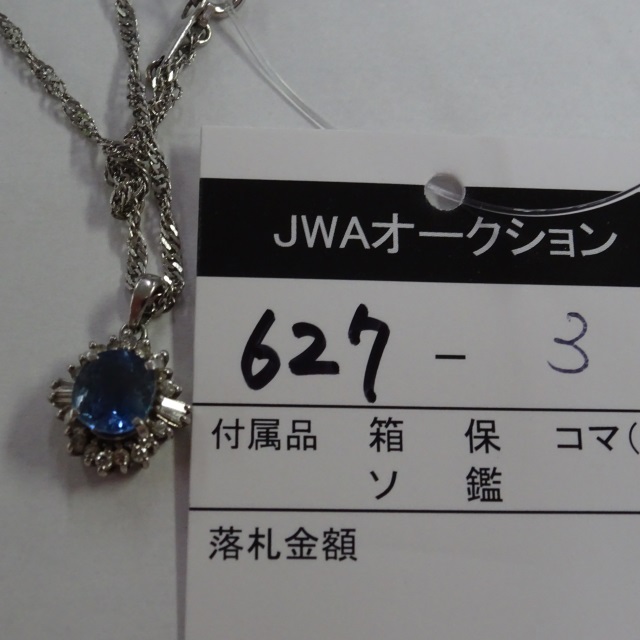 JWAオークション
627 - 3
付属品 箱 保 コマ(
ソ 鑑
落札金額